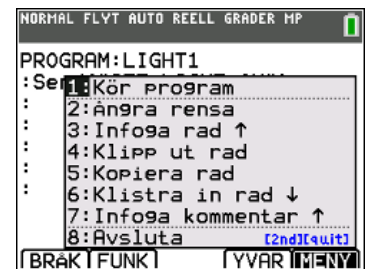 NORMAL FLYT AUTO REELL GRADER MP
PROGRAM:LIGHT1
:Se
1:Kör program
2:Ångra rensa
3:Infoga rad ↑
4:Klipp ut rad
5:Kopiera rad
6:Klistra in rad ↓
7:Infoga kommentar ↑
8:Avsluta [2nd][quit]
BRÅK FUNK YVAR MENY